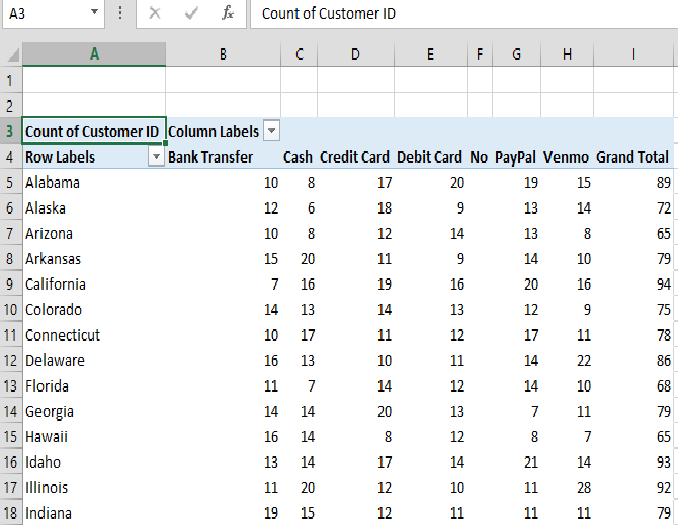 A3 fx Count of Customer ID
A B C D E F G H I
1
2
3 Count of Customer ID Column Labels
4 Row Labels Bank Transfer Cash Credit Card Debit Card No PayPal Venmo Grand Total
5 Alabama 10 8 17 20 19 15 89
6 Alaska 12 6 18 9 13 14 72
7 Arizona 10 8 12 14 13 8 65
8 Arkansas 15 20 11 9 14 10 79
9 California 7 16 19 16 20 16 94
10 Colorado 14 13 14 13 12 9 75
11 Connecticut 10 17 11 12 17 11 78
12 Delaware 16 13 10 11 14 22 86
13 Florida 11 7 14 12 14 10 68
14 Georgia 14 14 20 13 7 11 79
15 Hawaii 16 14 8 12 8 7 65
16 Idaho 13 14 17 14 21 14 93
17 Illinois 11 20 12 10 11 28 92
18 Indiana 19 15 12 11 11 11 79